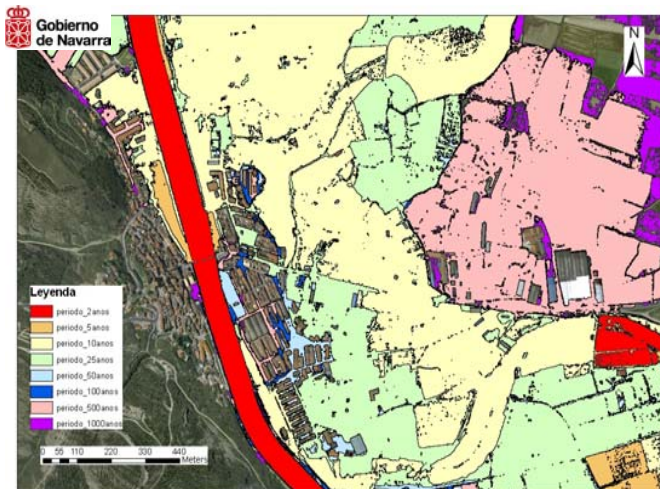 Gobierno
de Navarra
N
Leyenda
periodo_2anos
periodo_5anos
periodo_10anos
periodo_25anos
periodo_50anos
periodo_100anos
periodo_500anos
periodo_1000anos
0 55 110 220 330 440
Meters